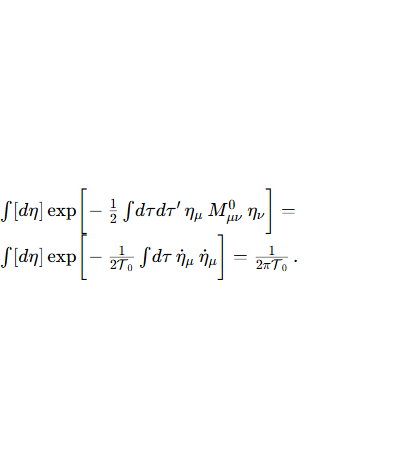 ∫[dη] exp[− 1/2 ∫dτdτ′ η_μ M^0_{μν} η_ν] =
∫[dη] exp[− 1/(2𝒯_0) ∫dτ η̇_μ η̇_μ] = 1/(2π𝒯_0) .